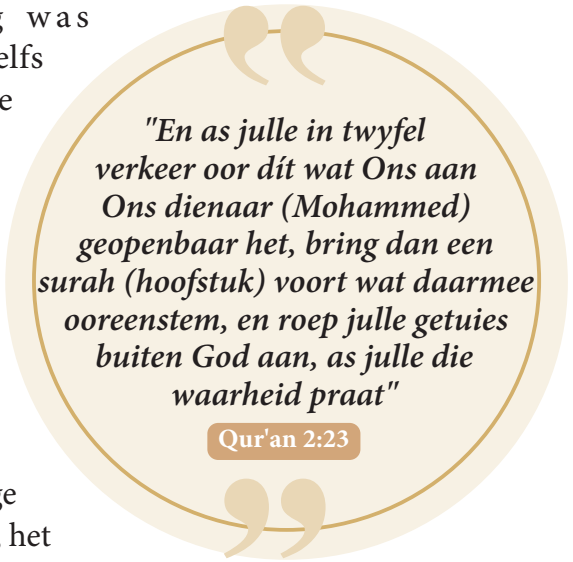 was
"En as julle in twyfel
verkeer oor dít wat Ons aan
Ons dienaar (Mohammed)
geopenbaar het, bring dan een
surah (hoofstuk) voort wat daarmee
ooreenstem, en roep julle getuies
buiten God aan, as julle die
waarheid praat"
Qur'an 2:23
het